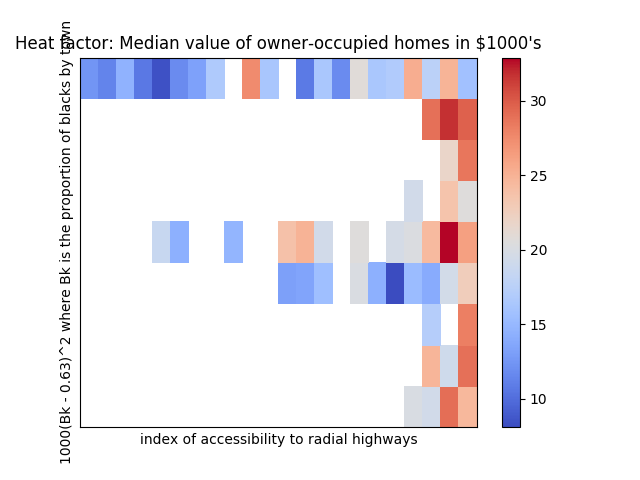 Heat factor: Median value of owner-occupied homes in $1000's
1000(Bk - 0.63)^2 where Bk is the proportion of blacks by town
30
25
20
15
10
index of accessibility to radial highways